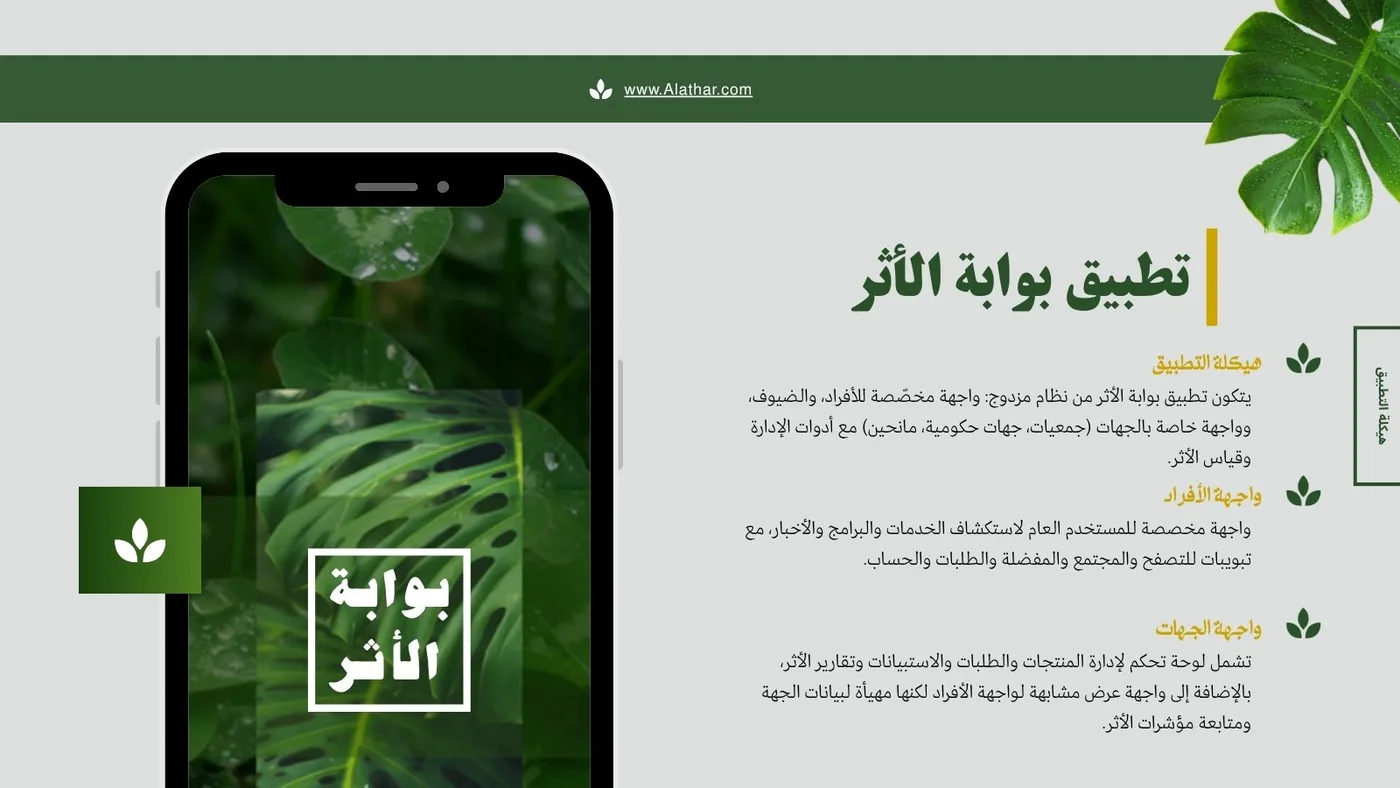 www.Alathar.com
تطبيق بوابة الأثر
هيكلة التطبيق
يتكون تطبيق بوابة الأثر من نظام مزدوج: واجهة مخصّصة للأفراد، والضيوف،
وواجهة خاصة بالجهات (جمعيات، جهات حكومية، مانحين) مع أدوات الإدارة
وقياس الأثر.
واجهة الأفراد
واجهة مخصصة للمستخدم العام لاستكشاف الخدمات والبرامج والأخبار، مع
تبويبات للتصفح والمجتمع والمفضلة والطلبات والحساب.
واجهة الجهات
تشمل لوحة تحكم لإدارة المنتجات والطلبات والاستبيانات وتقارير الأثر،
بالإضافة إلى واجهة عرض مشابهة لواجهة الأفراد لكنها مهيأة لبيانات الجهة
ومتابعة مؤشرات الأثر.
هيكلة التطبيق
بوابة
الأثر